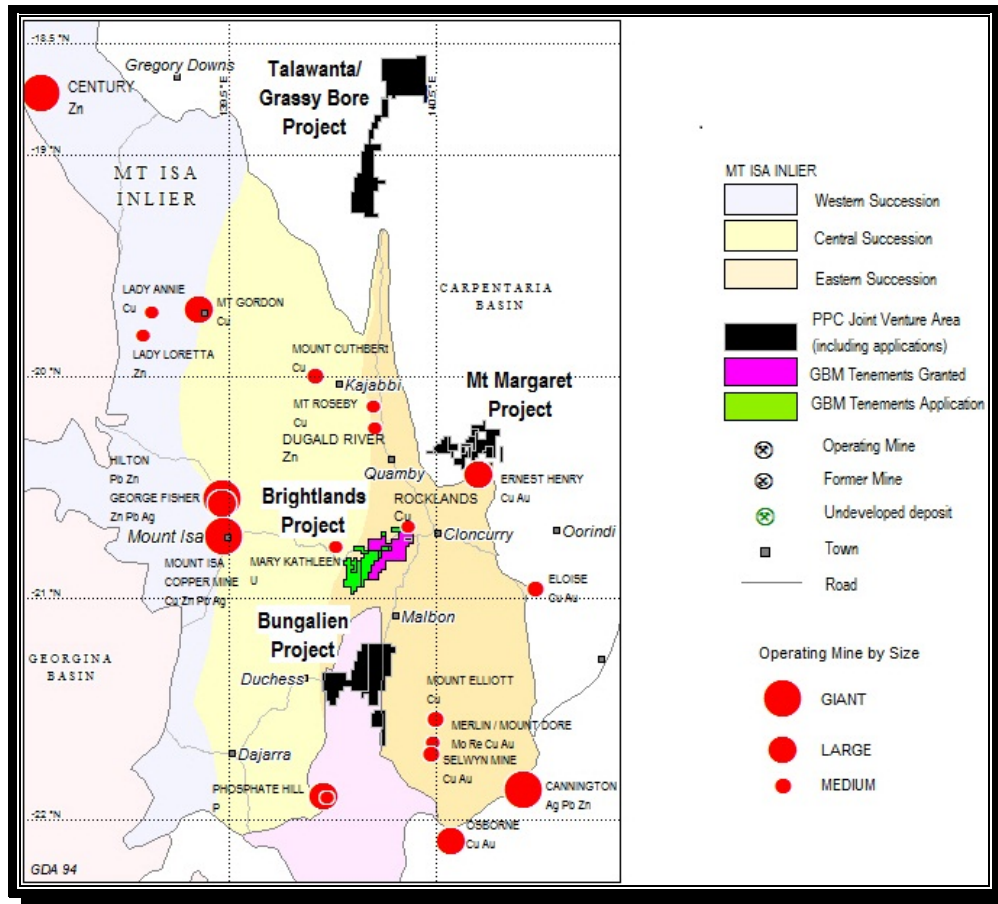 -18.5 °N
Gregory Downs
CENTURY
Zn
Talawanta/
Grassy Bore
Project
139.5 °E
140.5 °E
-19 °N
MT ISA
INLIER
LADY ANNIE
Cu
MT GORDON
Cu
LADY LORETTA
Zn
CARPENTARIA
BASIN
MOUNT CUTHBERt
Cu
-20 °N
Kajabbi
MT ROSEBY
Cu
DUGALD RIVER
Zn
Mt Margaret
Project
Quamby
HILTON
Pb Zn
GEORGE FISHER
Zn Pb Ag
Brightlands
Project
ROCKLANDS
Cu
ERNEST HENRY
Cu Au
Mount Isa
Cloncurry
Oorindi
MOUNT ISA
COPPER MINE
Cu Zn Pb Ag
MARY KATHLEEN
U
ELOISE
Cu Au
-21 °N
Bungalien
Project
Malbon
GEORGINA
BASIN
Duchess
MOUNT ELLIOTT
Cu
MERLIN / MOUNT DORE
Mo Re Cu Au
SELWYN MINE
Cu Au
Dajarra
PHOSPHATE HILL
P
CANNINGTON
Ag Pb Zn
-22 °N
OSBORNE
Cu Au
GDA 94
MT ISA INLIER
Western Succession
Central Succession
Eastern Succession
PPC Joint Venture Area
(including applications)
GBM Tenements Granted
GBM Tenements Application
Operating Mine
Former Mine
Undeveloped deposit
Town
Road
Operating Mine by Size
GIANT
LARGE
MEDIUM